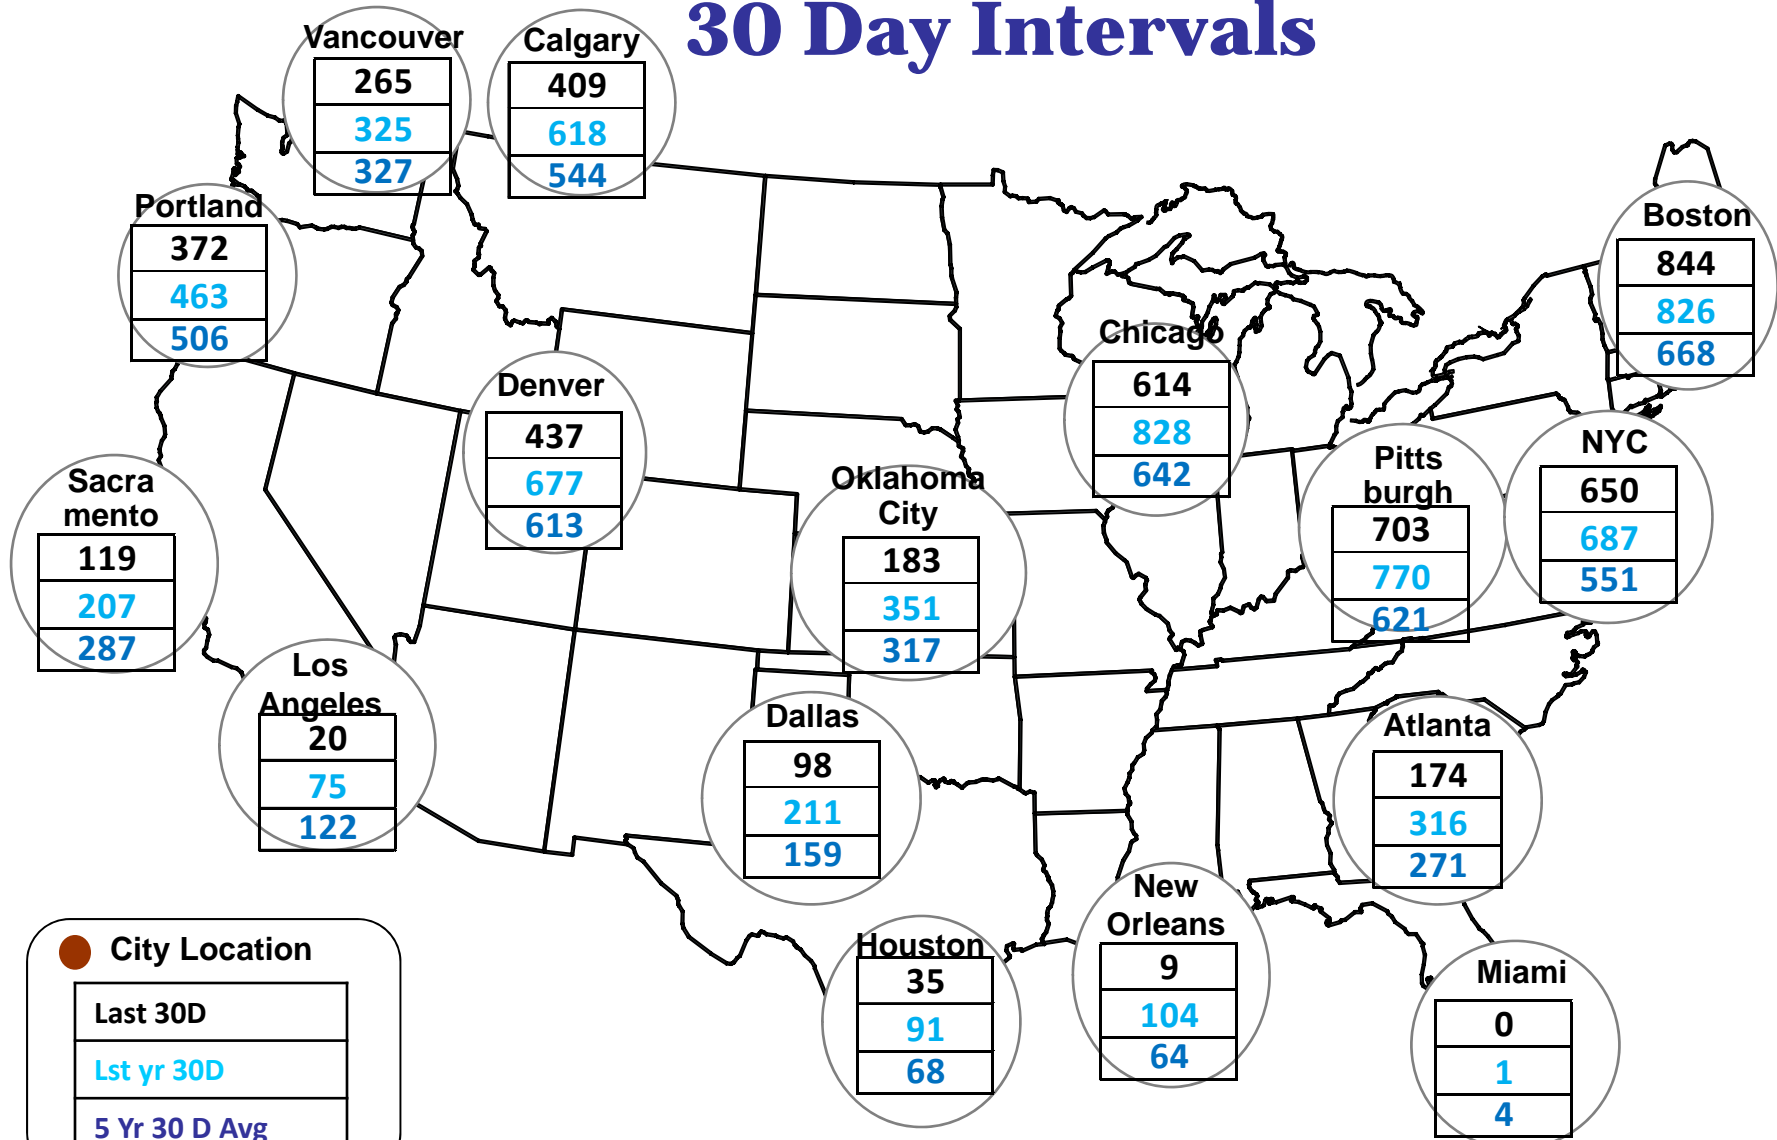 30 Day Intervals
Vancouver
265
325
327
Calgary
409
618
544
Portland
372
463
506
Boston
844
826
668
Chicago
614
828
642
Denver
437
677
613
NYC
650
687
551
Pitts
burgh
703
770
621
Sacra
mento
119
207
287
Oklahoma
City
183
351
317
Los
Angeles
20
75
122
Dallas
98
211
159
Atlanta
174
316
271
New
Orleans
9
104
64
Houston
35
91
68
Miami
0
1
4
City Location
Last 30D
Lst yr 30D
5 Yr 30 D Avg